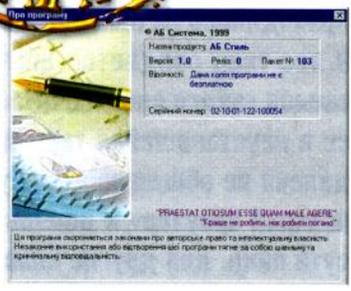 Про програму
© АБ Система, 1999
Назва продукту АБ Стиль
Версія 1.0 Реліз 0 Пакет № 103
Відомості Дана копія програми не є
безплатною
Серійний номер 02-10-01-122-100054
"PRAESTAT OTIOSUM ESSE QUAM MALE AGERE"
"Краще не робити, ніж робити погано"
Ця програма охороняється законами про авторське право та інтелектуальну власність.
Незаконне використання або відтворення цієї програми тягне за собою цивільну та
кримінальну відповідальність.